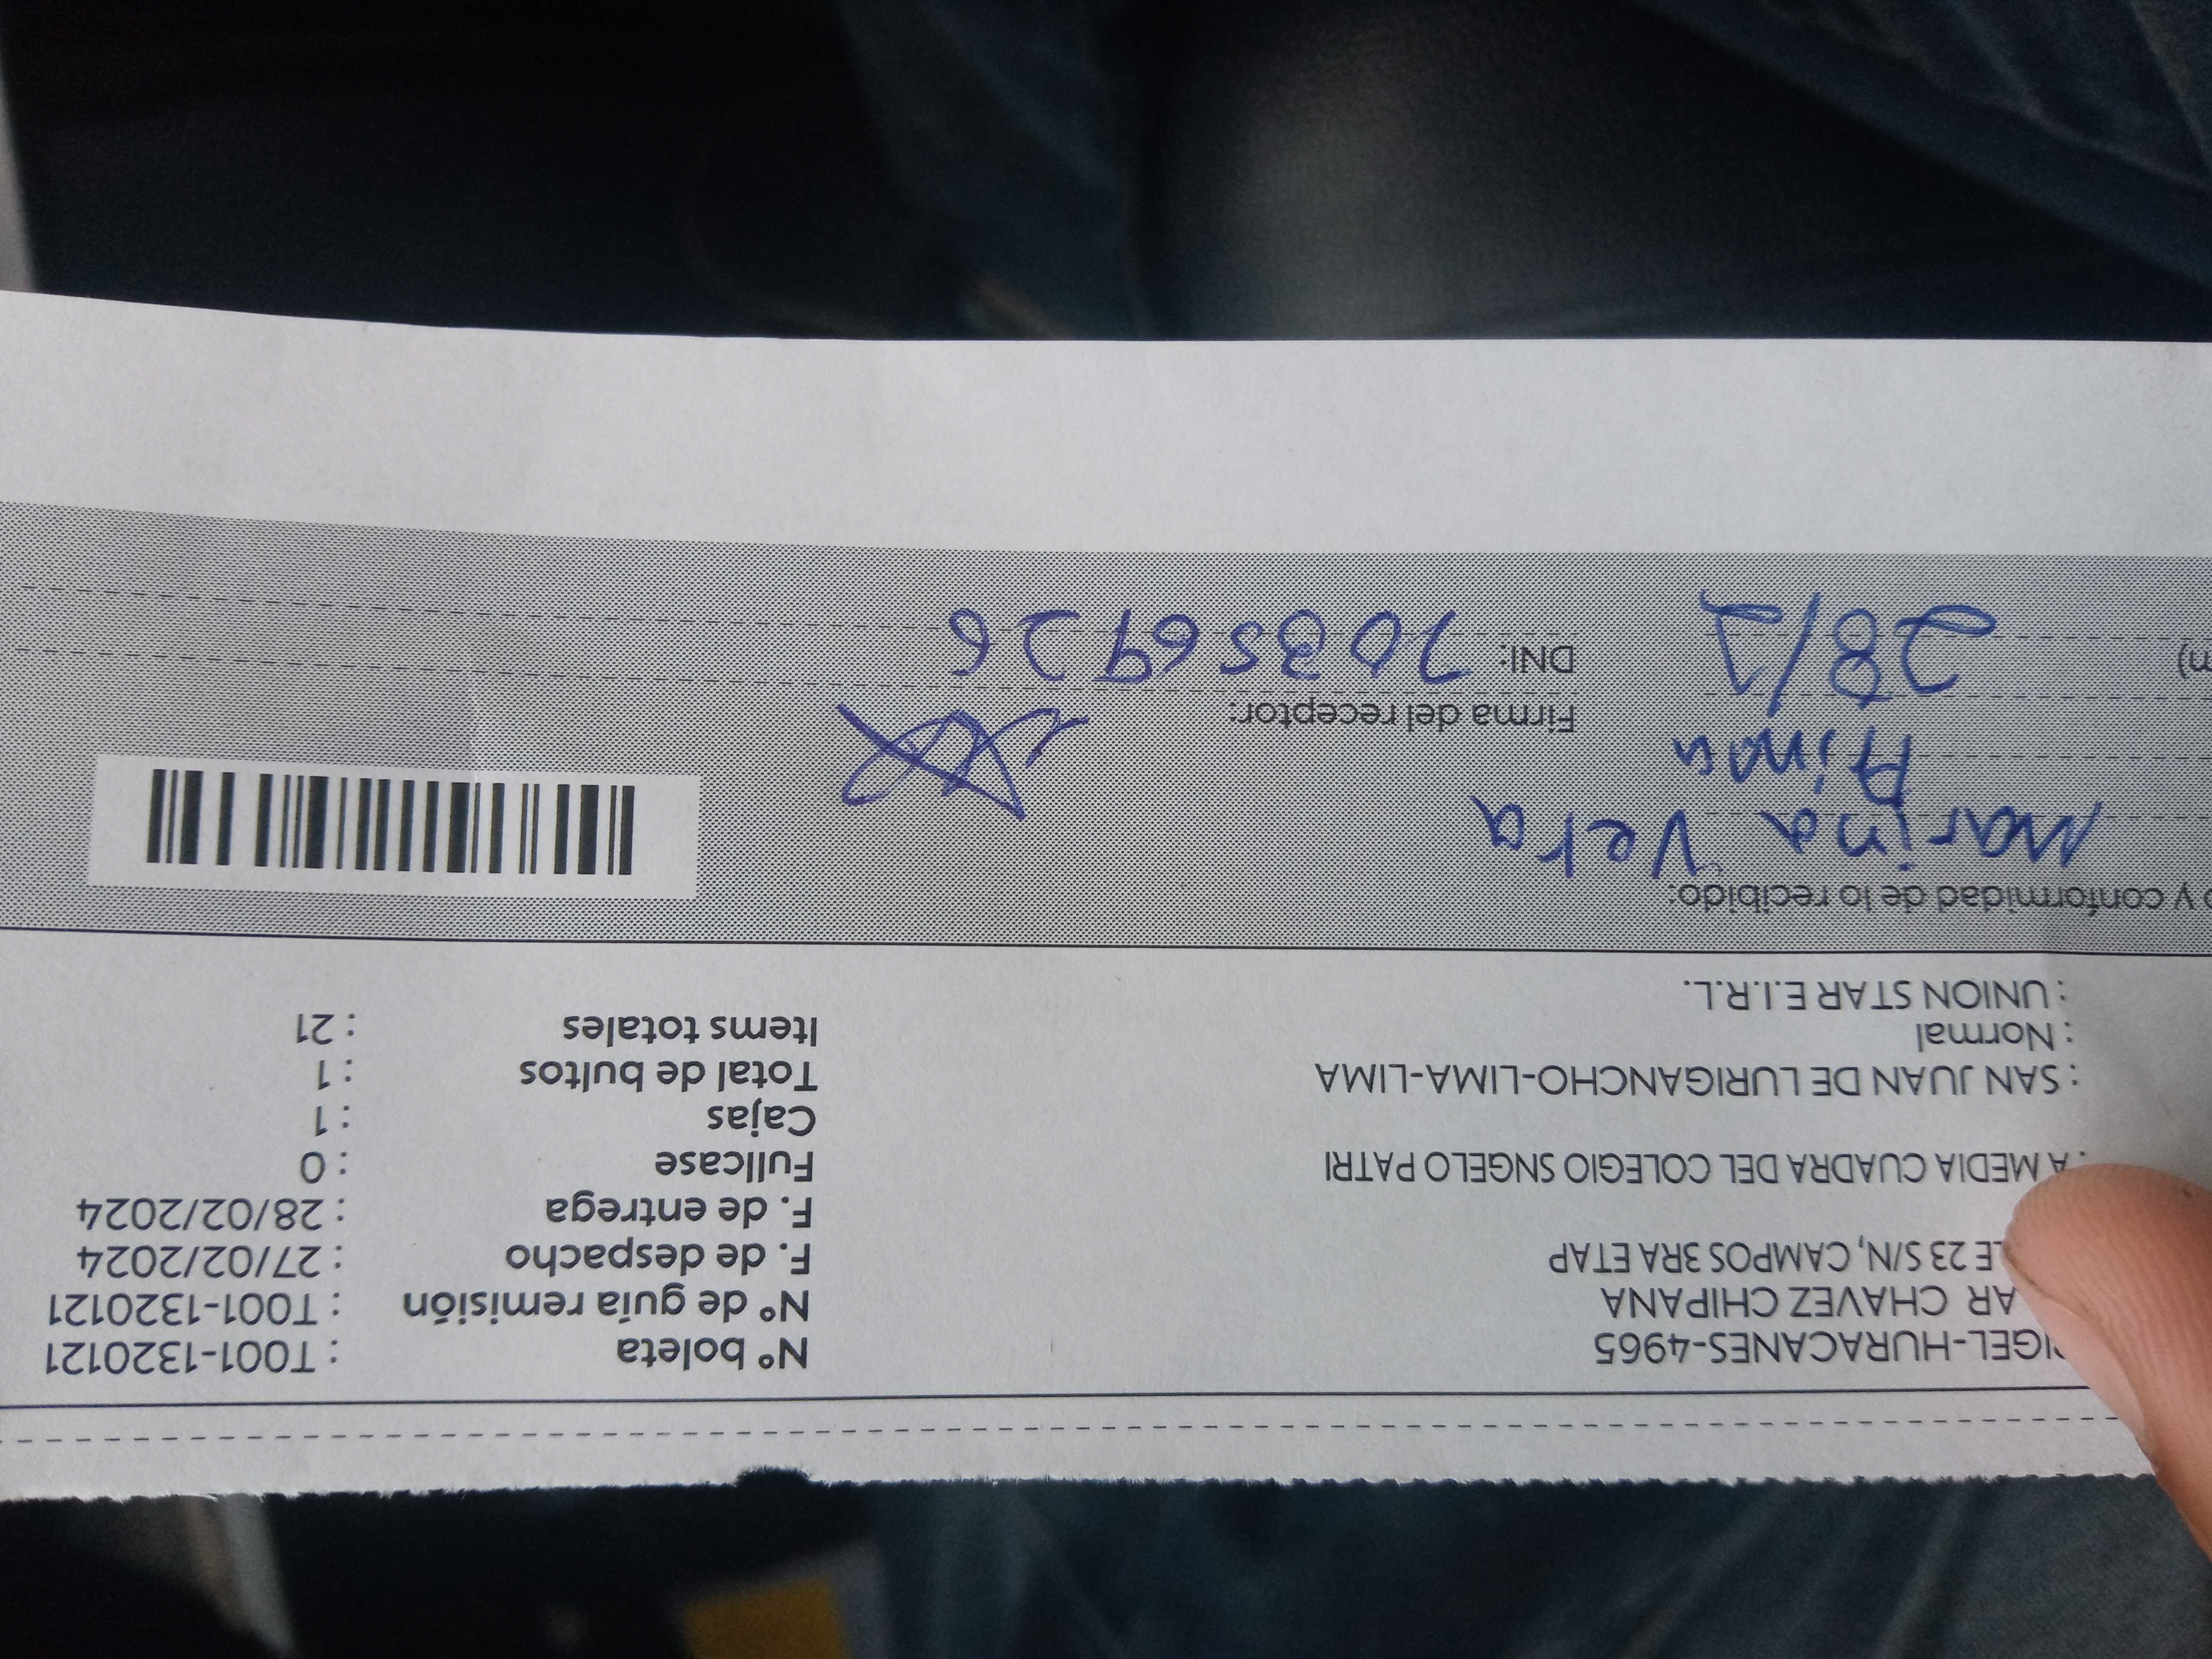 N° boleta : T001-1320121
N° de guía remisión : T001-1320121
F. de despacho : 27/02/2024
F. de entrega : 28/02/2024
Fullcase : 0
Cajas : 1
Total de bultos : 1
Items totales : 21
IGEL-HURACANES-4965
AR CHAVEZ CHIPANA
LE 23 S/N, CAMPOS 3RA ETAP
: A MEDIA CUADRA DEL COLEGIO SNGELO PATRI
: SAN JUAN DE LURIGANCHO-LIMA-LIMA
: Normal
: UNION STAR E.I.R.L.
y conformidad de lo recibido:
Marina Vera
28/2
Firma del receptor:
DNI: